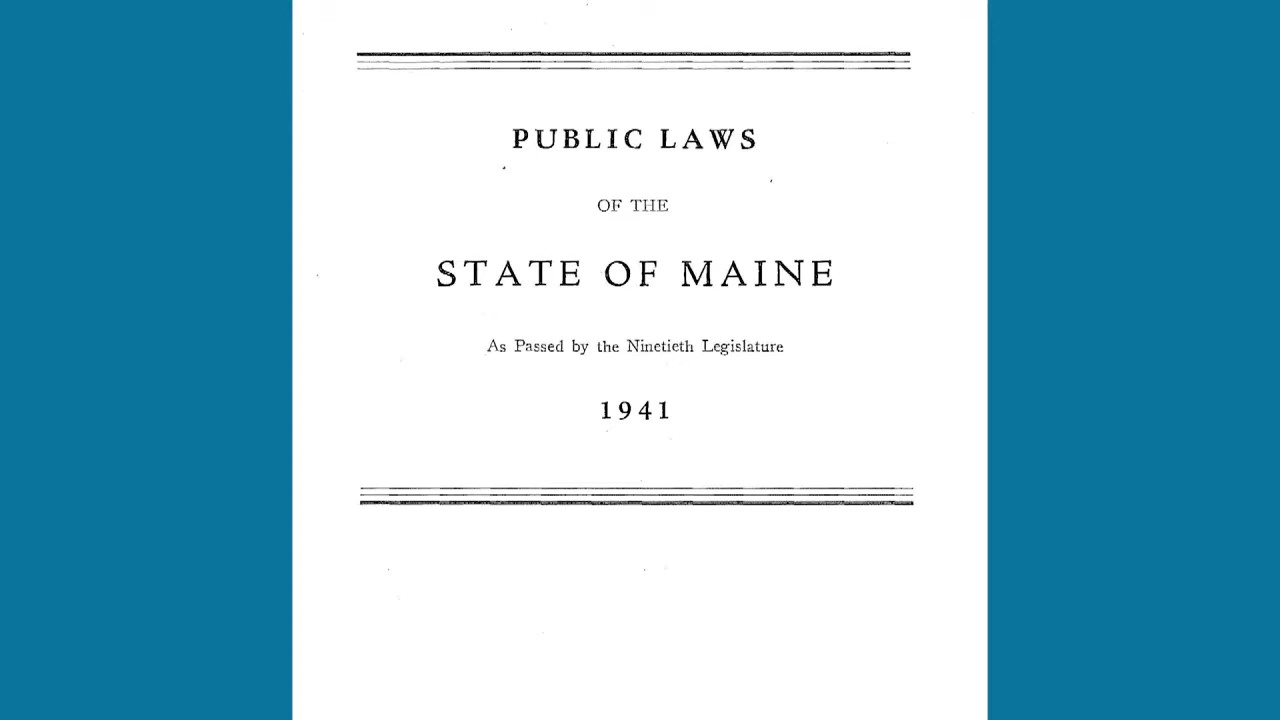 PUBLIC LAWS
OF THE
STATE OF MAINE
As Passed by the Ninetieth Legislature
1941